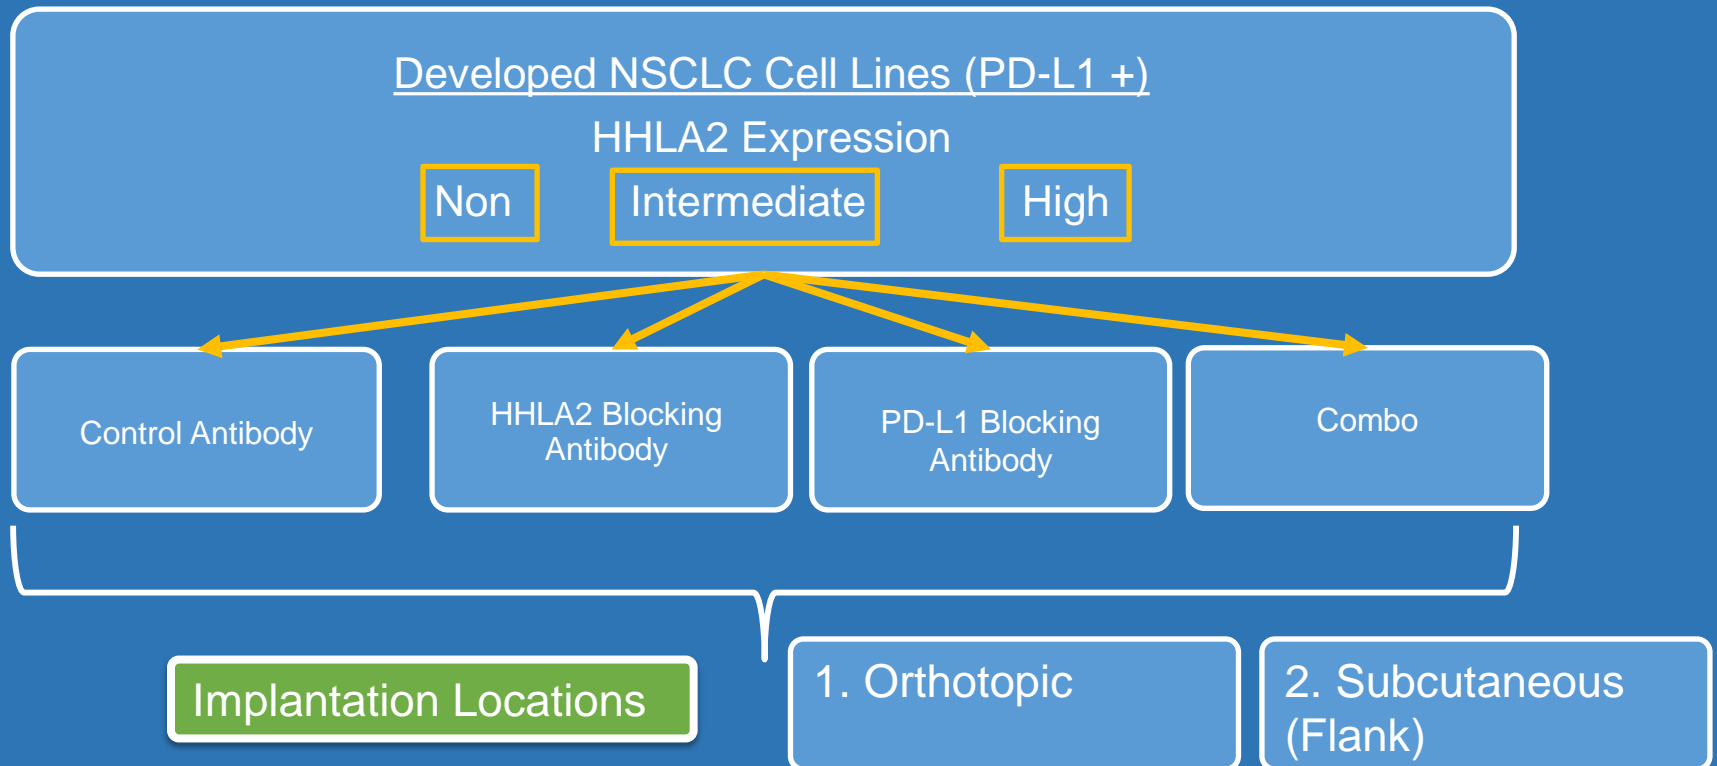 Developed NSCLC Cell Lines (PD-L1 +)
HHLA2 Expression
Non Intermediate High
Control Antibody
HHLA2 Blocking
Antibody
PD-L1 Blocking
Antibody
Combo
Implantation Locations
1. Orthotopic
2. Subcutaneous
(Flank)